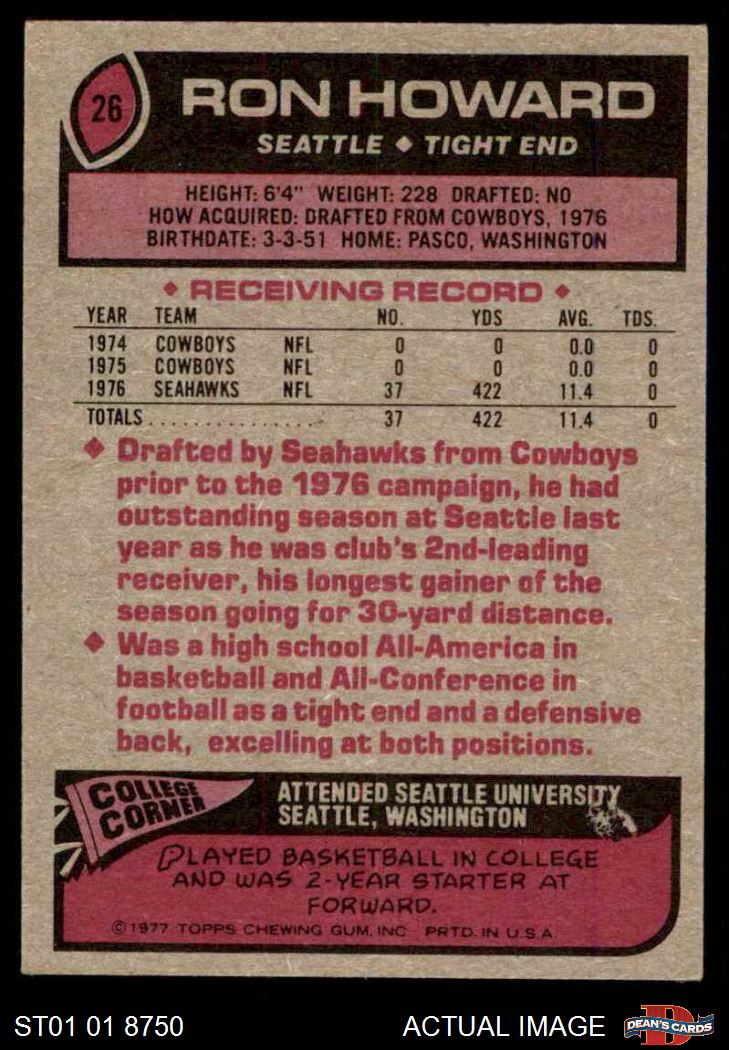 26
RON HOWARD
SEATTLE ◆ TIGHT END
HEIGHT: 6'4" WEIGHT: 228 DRAFTED: NO
HOW ACQUIRED: DRAFTED FROM COWBOYS, 1976
BIRTHDATE: 3-3-51 HOME: PASCO, WASHINGTON
◆ RECEIVING RECORD ◆
YEAR TEAM NO. YDS AVG. TDS.
1974 COWBOYS NFL 0 0 0.0 0
1975 COWBOYS NFL 0 0 0.0 0
1976 SEAHAWKS NFL 37 422 11.4 0
TOTALS.................... 37 422 11.4 0
◆ Drafted by Seahawks from Cowboys
prior to the 1976 campaign, he had
outstanding season at Seattle last
year as he was club's 2nd-leading
receiver, his longest gainer of the
season going for 30-yard distance.
◆ Was a high school All-America in
basketball and All-Conference in
football as a tight end and a defensive
back, excelling at both positions.
COLLEGE
CORNER
ATTENDED SEATTLE UNIVERSITY
SEATTLE, WASHINGTON
PLAYED BASKETBALL IN COLLEGE
AND WAS 2-YEAR STARTER AT
FORWARD.
©1977 TOPPS CHEWING GUM, INC PRTD. IN U.S.A.
ST01 01 8750
ACTUAL IMAGE
D
DEAN'S CARDS